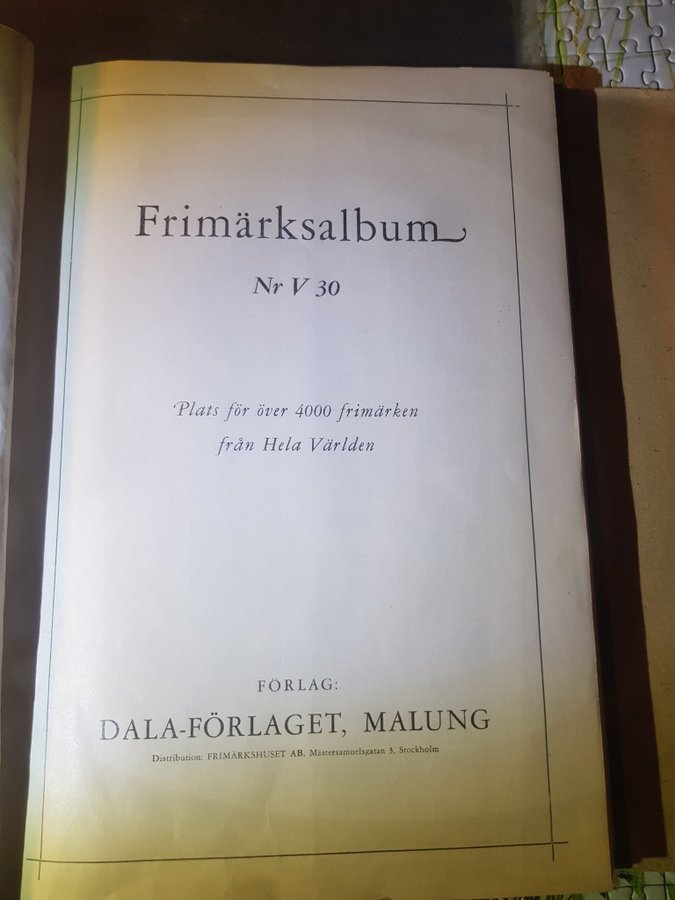 Frimärksalbum
Nr V 30
Plats för över 4000 frimärken
från Hela Världen
FÖRLAG:
DALA-FÖRLAGET, MALUNG
Distribution: FRIMÄRKSHUSET AB, Mästersamuelsgatan 3, Stockholm